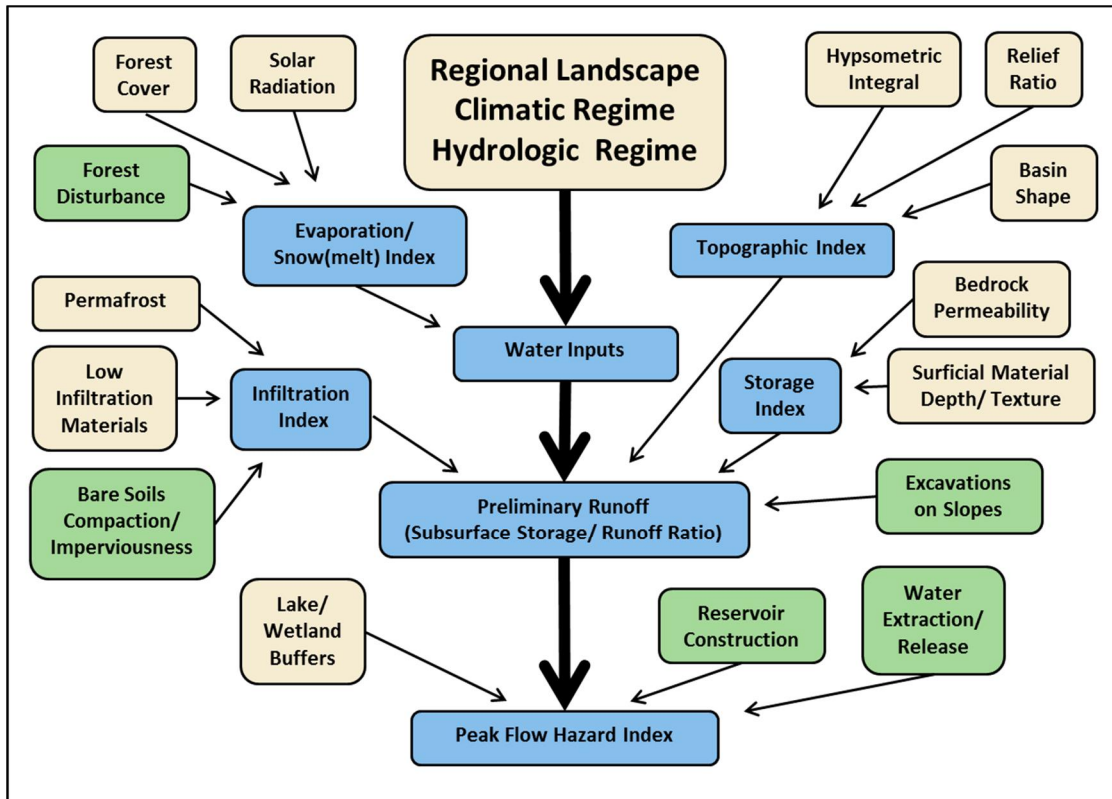 Forest
Cover
Solar
Radiation
Regional Landscape
Climatic Regime
Hydrologic Regime
Hypsometric
Integral
Relief
Ratio
Forest
Disturbance
Basin
Shape
Evaporation/
Snow(melt) Index
Topographic Index
Permafrost
Bedrock
Permeability
Water Inputs
Low
Infiltration
Materials
Infiltration
Index
Storage
Index
Surficial Material
Depth/ Texture
Bare Soils
Compaction/
Imperviousness
Preliminary Runoff
(Subsurface Storage/ Runoff Ratio)
Excavations
on Slopes
Lake/
Wetland
Buffers
Reservoir
Construction
Water
Extraction/
Release
Peak Flow Hazard Index